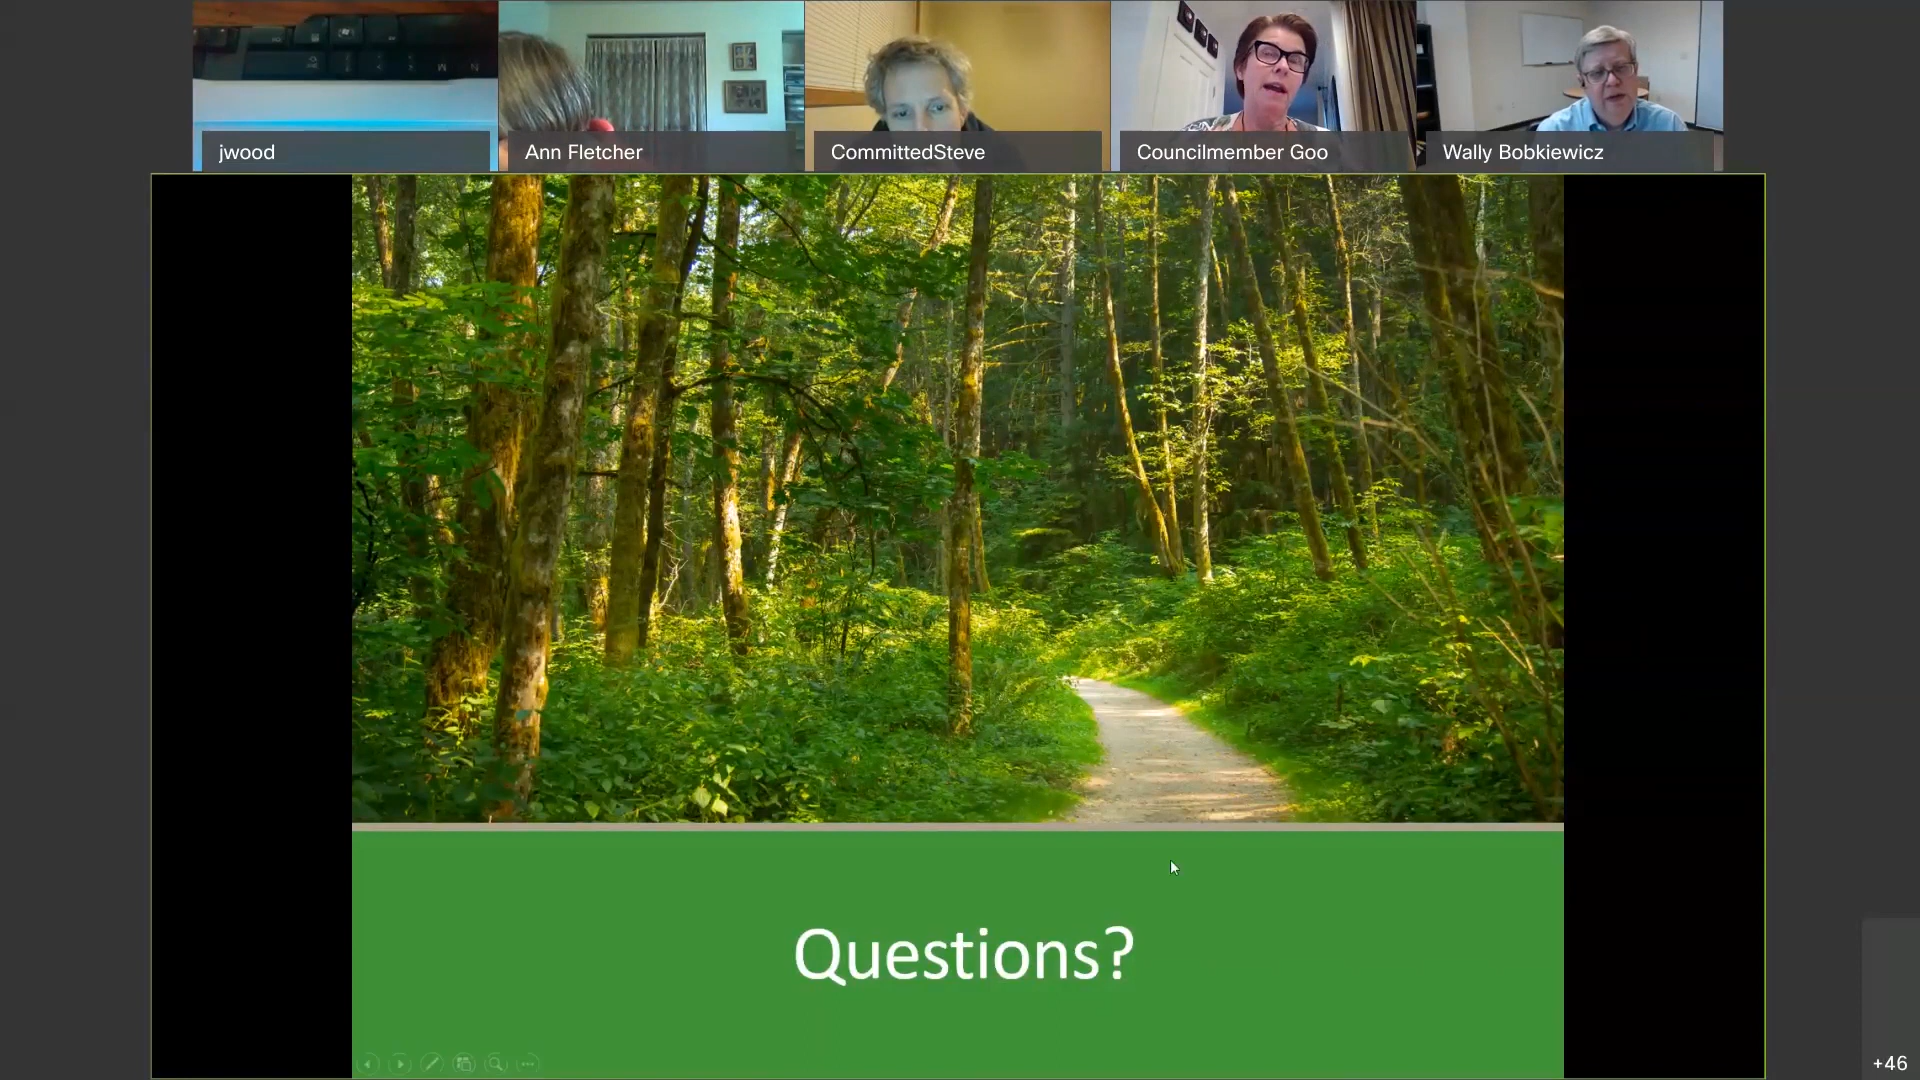 jwood
Ann Fletcher
CommittedSteve
Councilmember Goo
Wally Bobkiewicz
Questions?
+46